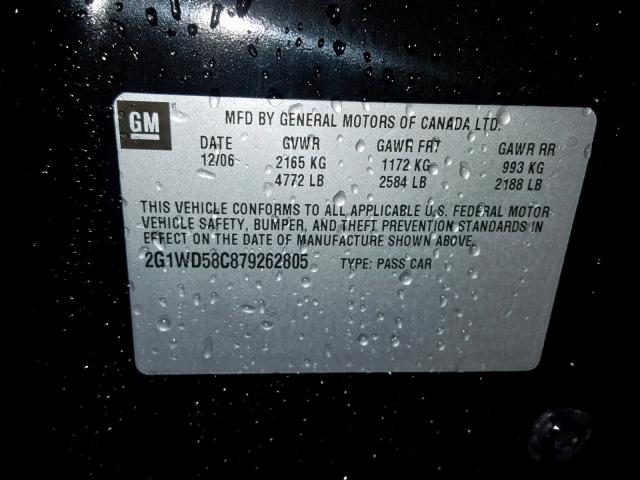 GM
MFD BY GENERAL MOTORS OF CANADA LTD.
DATE GVWR GAWR FRT GAWR RR
12/06 2165 KG 1172 KG 993 KG
4772 LB 2584 LB 2188 LB
THIS VEHICLE CONFORMS TO ALL APPLICABLE U.S. FEDERAL MOTOR
VEHICLE SAFETY, BUMPER, AND THEFT PREVENTION STANDARDS IN
EFFECT ON THE DATE OF MANUFACTURE SHOWN ABOVE.
2G1WD58C879262805 TYPE: PASS CAR